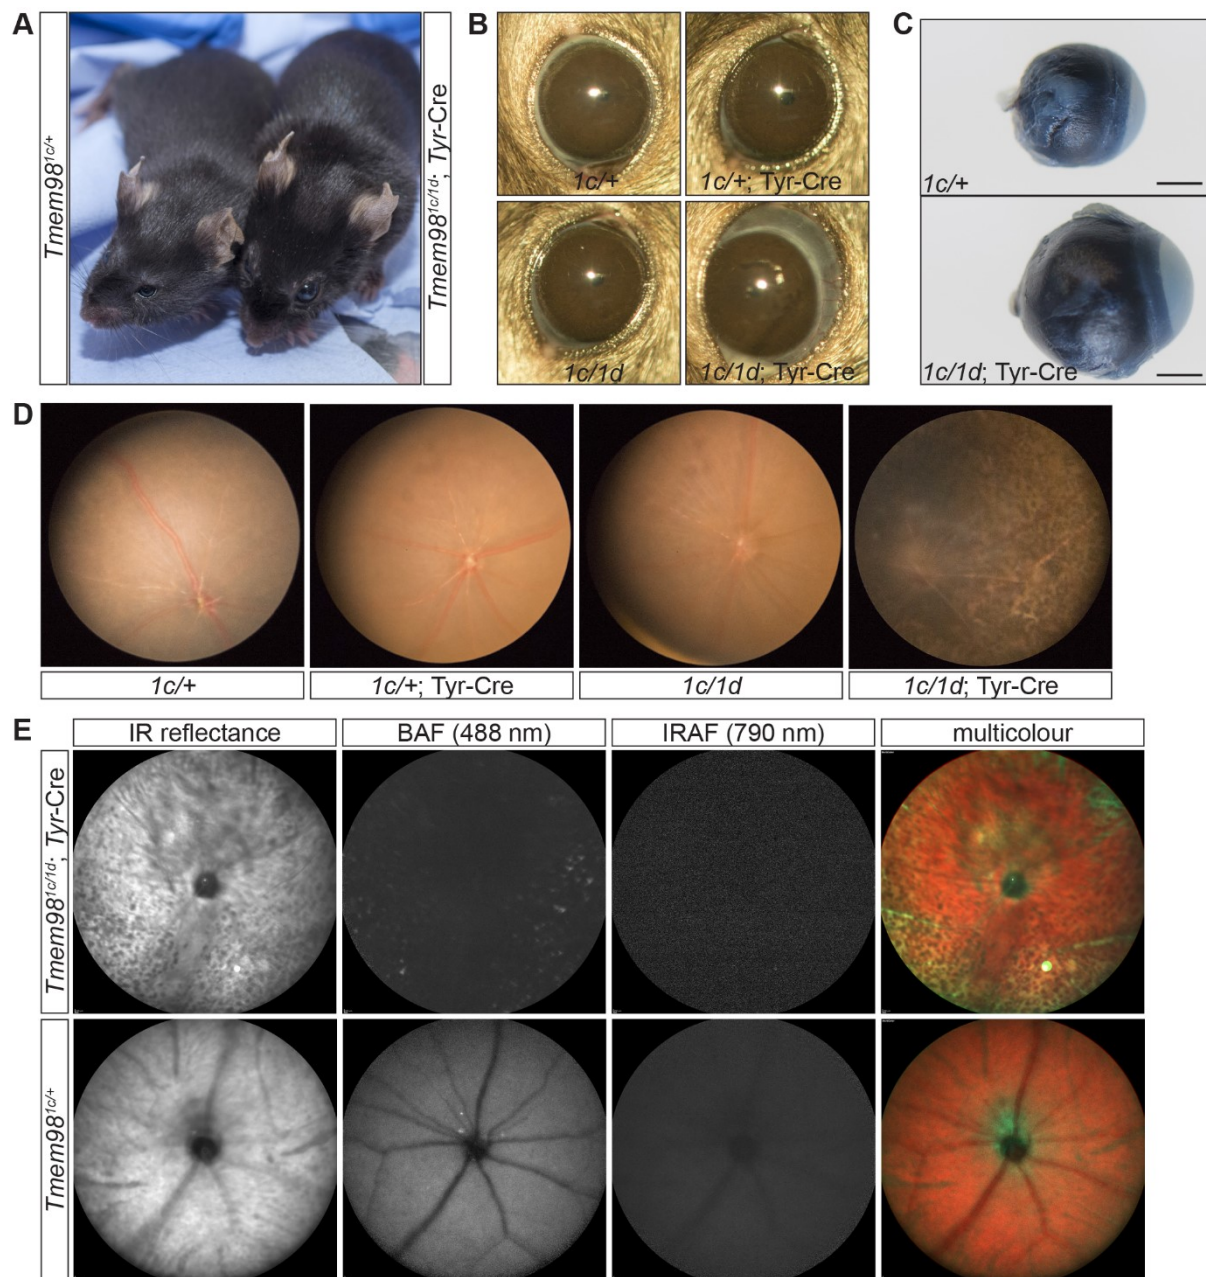 A
Tmem98^1c/+
Tmem98^1c/1d; Tyr-Cre
B
1c/+
1c/+; Tyr-Cre
1c/1d
1c/1d; Tyr-Cre
C
1c/+
1c/1d; Tyr-Cre
D
1c/+
1c/+; Tyr-Cre
1c/1d
1c/1d; Tyr-Cre
E
IR reflectance
BAF (488 nm)
IRAF (790 nm)
multicolour
Tmem98^1c/1d; Tyr-Cre
Tmem98^1c/+